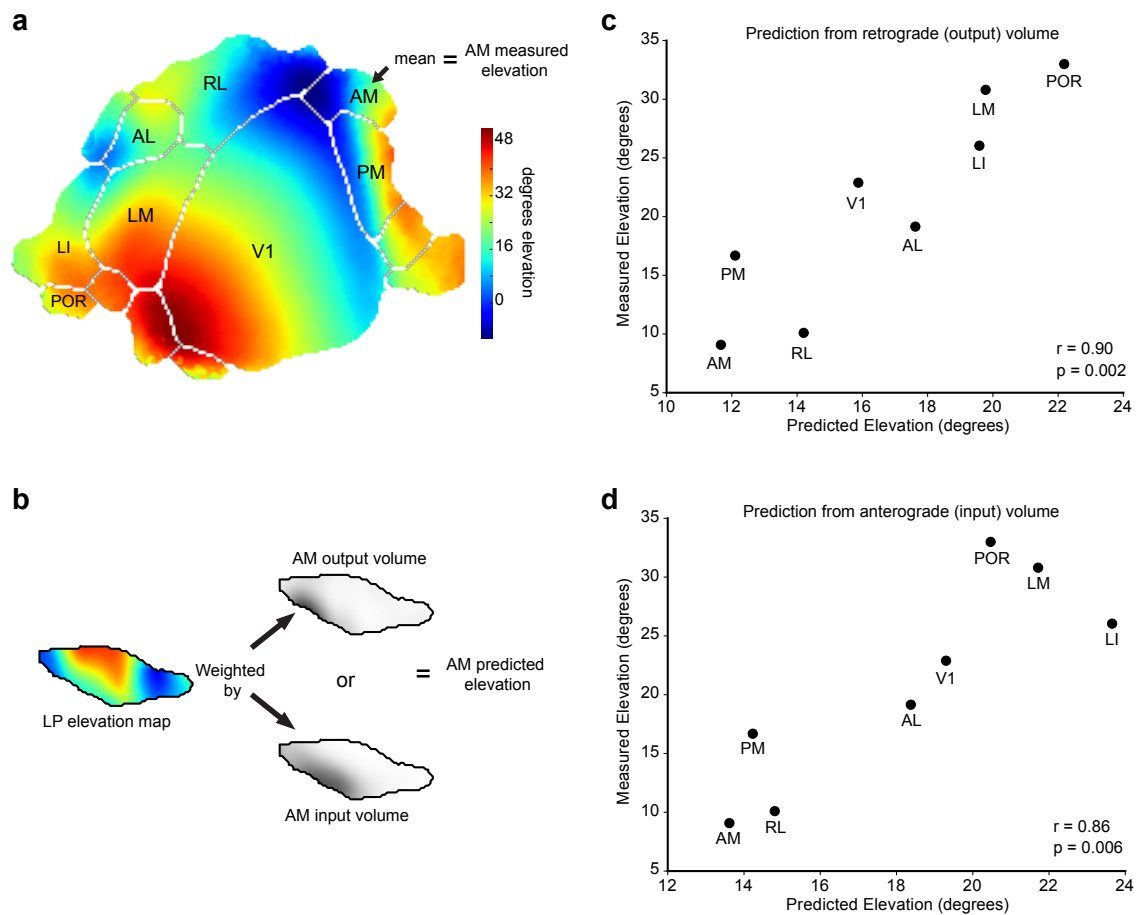 a
mean = AM measured
elevation
RL
AM
AL
PM
LM
V1
LI
POR
48
32
16
0
degrees elevation
b
AM output volume
Weighted
by
or
= AM predicted
elevation
LP elevation map
AM input volume
c
Prediction from retrograde (output) volume
Measured Elevation (degrees)
35
30
25
20
15
10
5
POR
LM
LI
V1
AL
PM
RL
AM
r = 0.90
p = 0.002
10 12 14 16 18 20 22 24
Predicted Elevation (degrees)
d
Prediction from anterograde (input) volume
Measured Elevation (degrees)
35
30
25
20
15
10
5
POR
LM
LI
V1
AL
PM
RL
AM
r = 0.86
p = 0.006
12 14 16 18 20 22 24
Predicted Elevation (degrees)